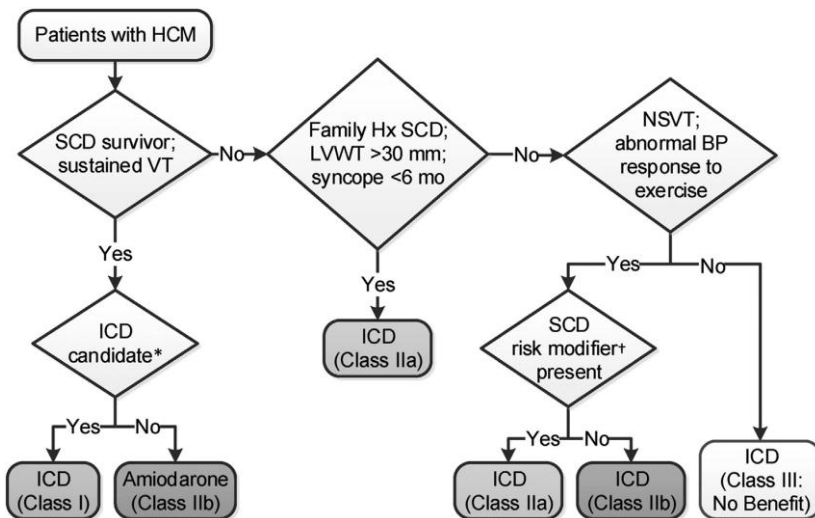 Patients with HCM
SCD survivor;
sustained VT
No
Family Hx SCD;
LVWT >30 mm;
syncope <6 mo
No
NSVT;
abnormal BP
response to
exercise
Yes
Yes
Yes
No
ICD
candidate*
ICD
(Class IIa)
SCD
risk modifier†
present
Yes
No
Yes
No
ICD
(Class I)
Amiodarone
(Class IIb)
ICD
(Class IIa)
ICD
(Class IIb)
ICD
(Class III:
No Benefit)